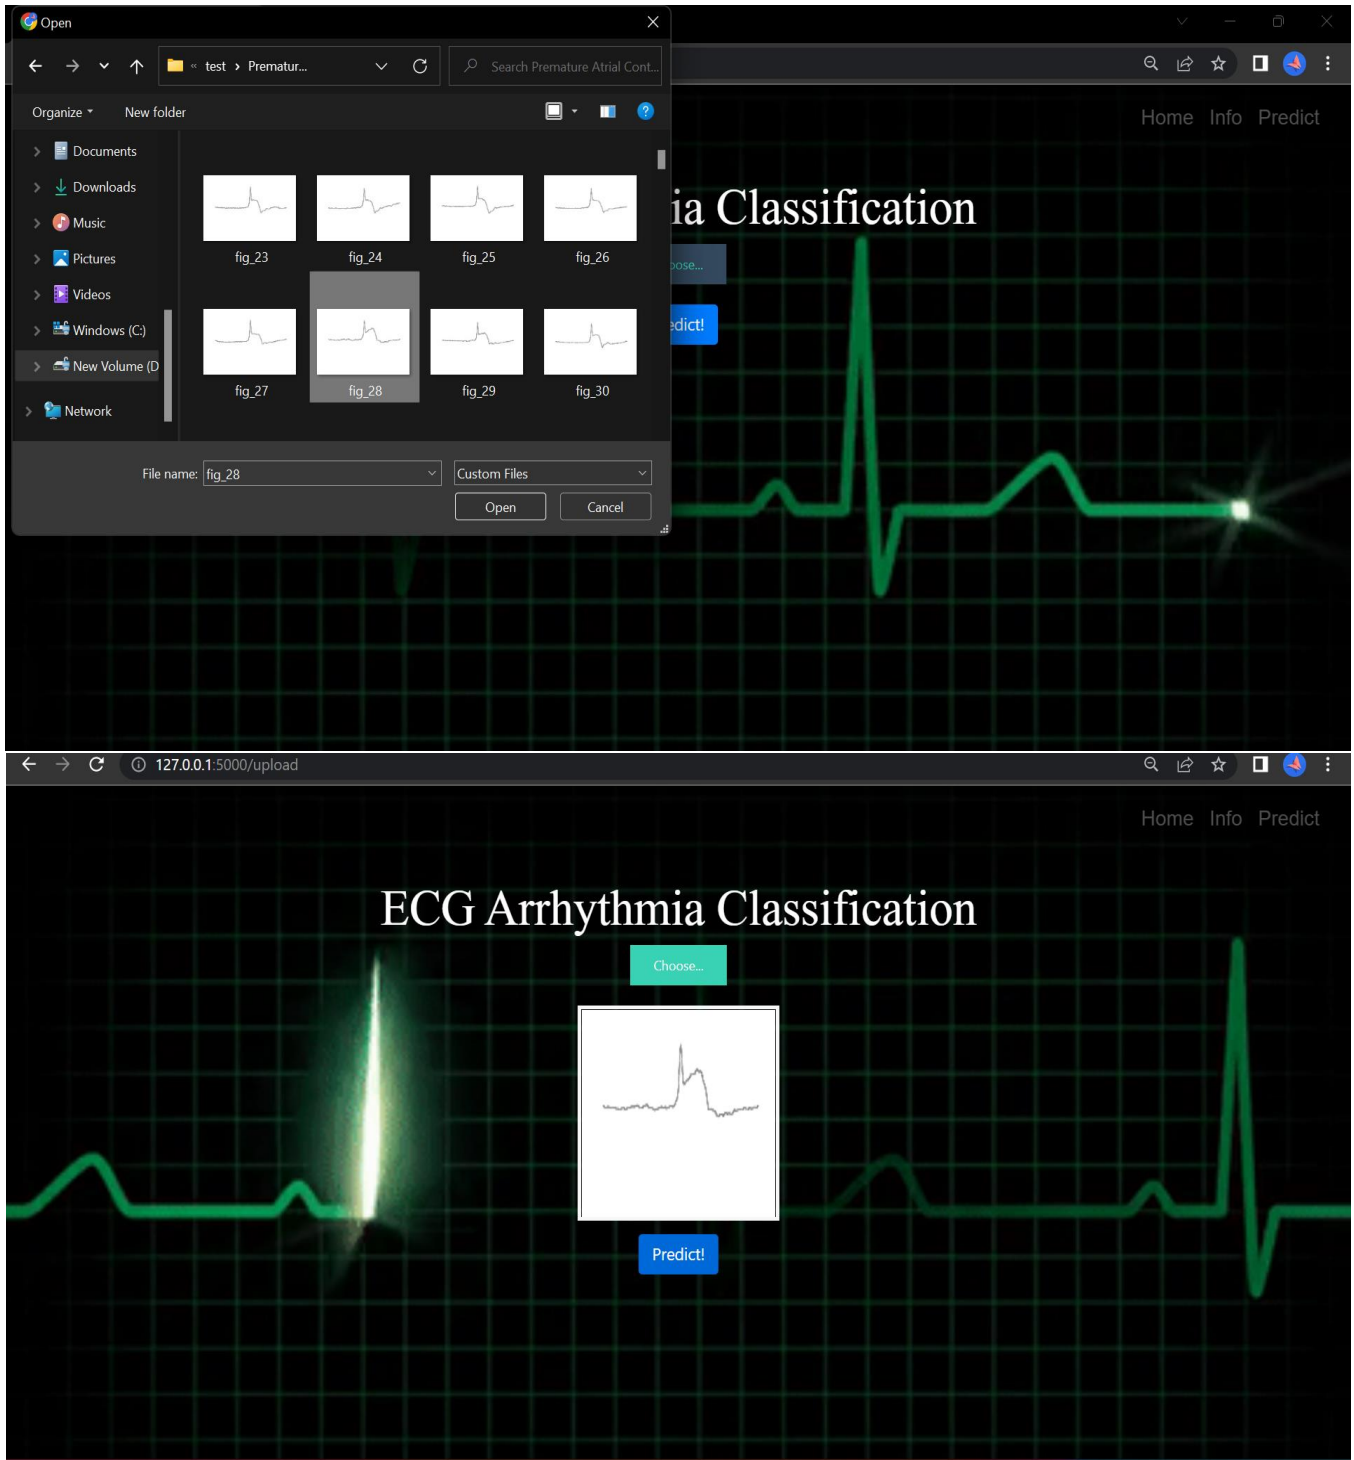 Open
« test › Prematur...
Search Premature Atrial Cont...
Organize
New folder
Documents
Downloads
Music
Pictures
Videos
Windows (C:)
New Volume (D
Network
fig_23
fig_24
fig_25
fig_26
fig_27
fig_28
fig_29
fig_30
File name: fig_28
Custom Files
Open
Cancel
Home Info Predict
ia Classification
oose...
edict!
127.0.0.1:5000/upload
Home Info Predict
ECG Arrhythmia Classification
Choose...
Predict!